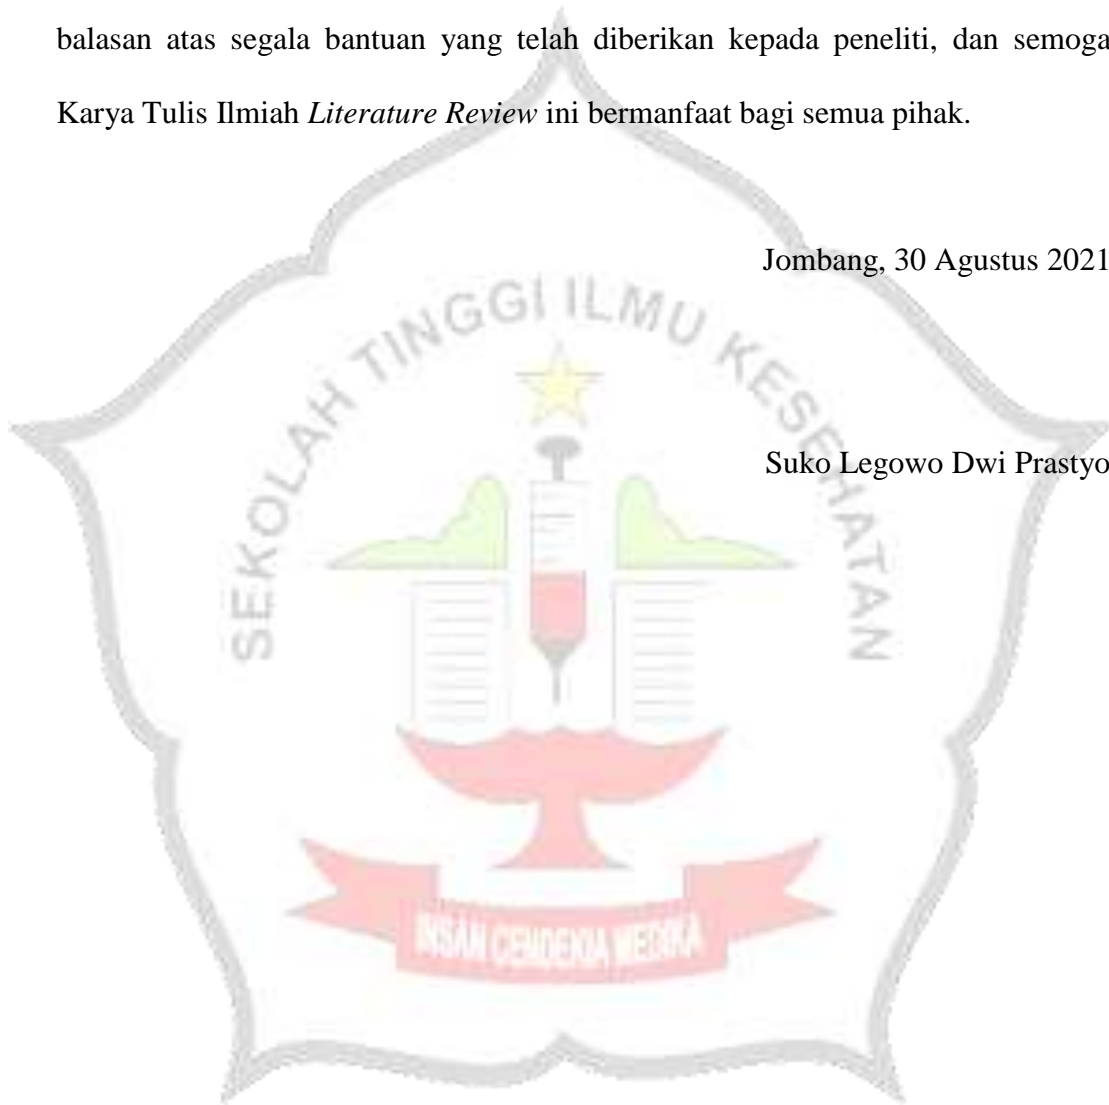 balasan atas segala bantuan yang telah diberikan kepada peneliti, dan semoga
Karya Tulis Ilmiah Literature Review ini bermanfaat bagi semua pihak.
Jombang, 30 Agustus 2021
Suko Legowo Dwi Prastyo
SEKOLAH TINGGI ILMU KESEHATAN
INSAN CENDEKIA MEDIKA